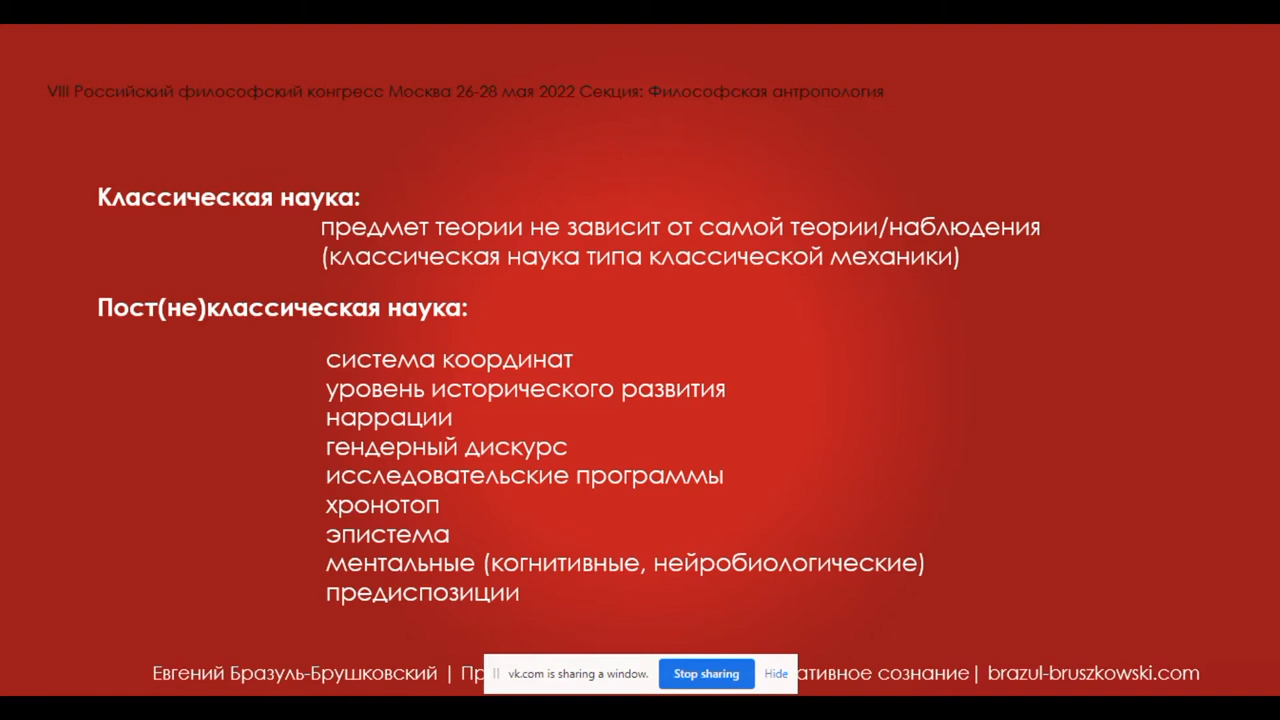 VIII Российский философский конгресс Москва 26-28 мая 2022 Секция: Философская антропология
Классическая наука:
предмет теории не зависит от самой теории/наблюдения
(классическая наука типа классической механики)
Пост(не)классическая наука:
система координат
уровень исторического развития
наррации
гендерный дискурс
исследовательские программы
хронотоп
эпистема
ментальные (когнитивные, нейробиологические)
предиспозиции
Евгений Бразуль-Брушковский | сознание| brazul-bruszkowski.com
vk.com is sharing a window. Stop sharing Hide